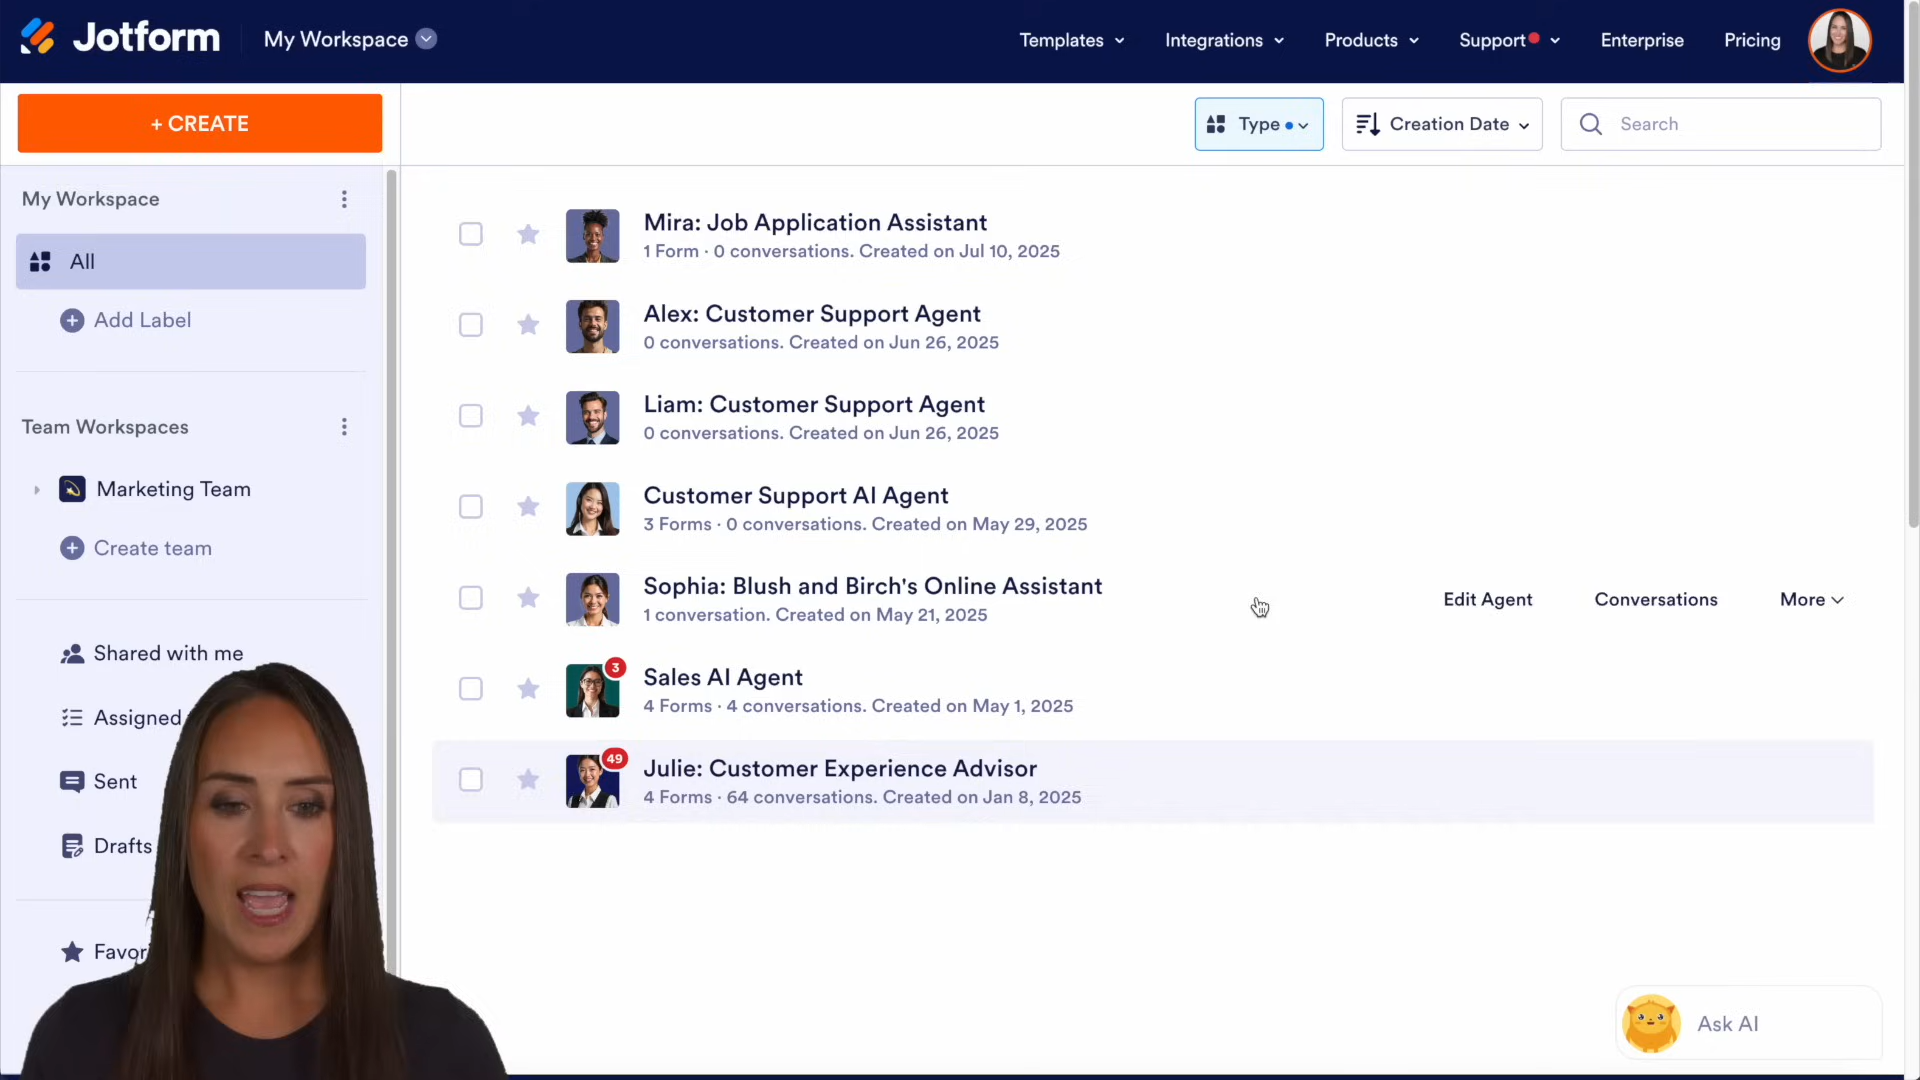 Jotform
My Workspace
Templates
Integrations
Products
Support
Enterprise
Pricing
+ CREATE
Type
Creation Date
Search
My Workspace
All
Add Label
Team Workspaces
Marketing Team
Create team
Shared with me
Assigned
Sent
Drafts
Favor
Mira: Job Application Assistant
1 Form · 0 conversations. Created on Jul 10, 2025
Alex: Customer Support Agent
0 conversations. Created on Jun 26, 2025
Liam: Customer Support Agent
0 conversations. Created on Jun 26, 2025
Customer Support AI Agent
3 Forms · 0 conversations. Created on May 29, 2025
Sophia: Blush and Birch's Online Assistant
1 conversation. Created on May 21, 2025
Edit Agent
Conversations
More
3
Sales AI Agent
4 Forms · 4 conversations. Created on May 1, 2025
49
Julie: Customer Experience Advisor
4 Forms · 64 conversations. Created on Jan 8, 2025
Ask AI